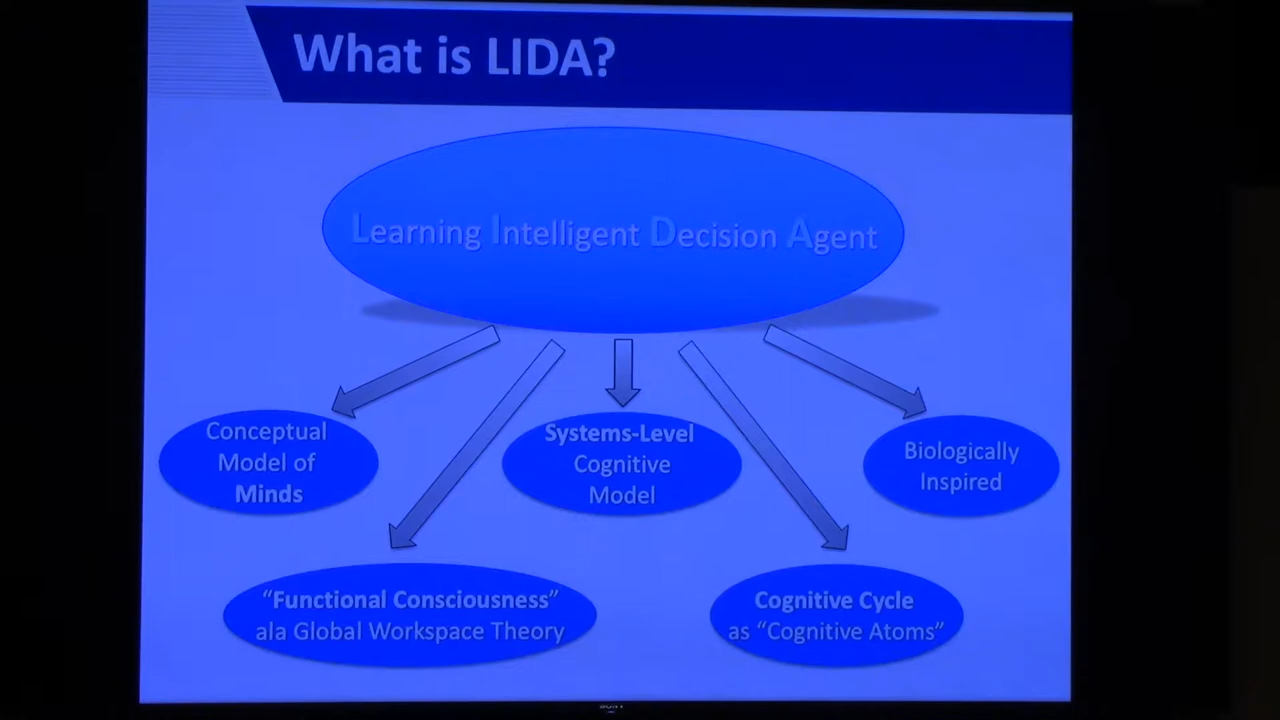 What is LIDA?
Learning Intelligent Decision Agent
Conceptual
Model of
Minds
Systems-Level
Cognitive
Model
Biologically
Inspired
"Functional Consciousness"
ala Global Workspace Theory
Cognitive Cycle
as "Cognitive Atoms"
SONY